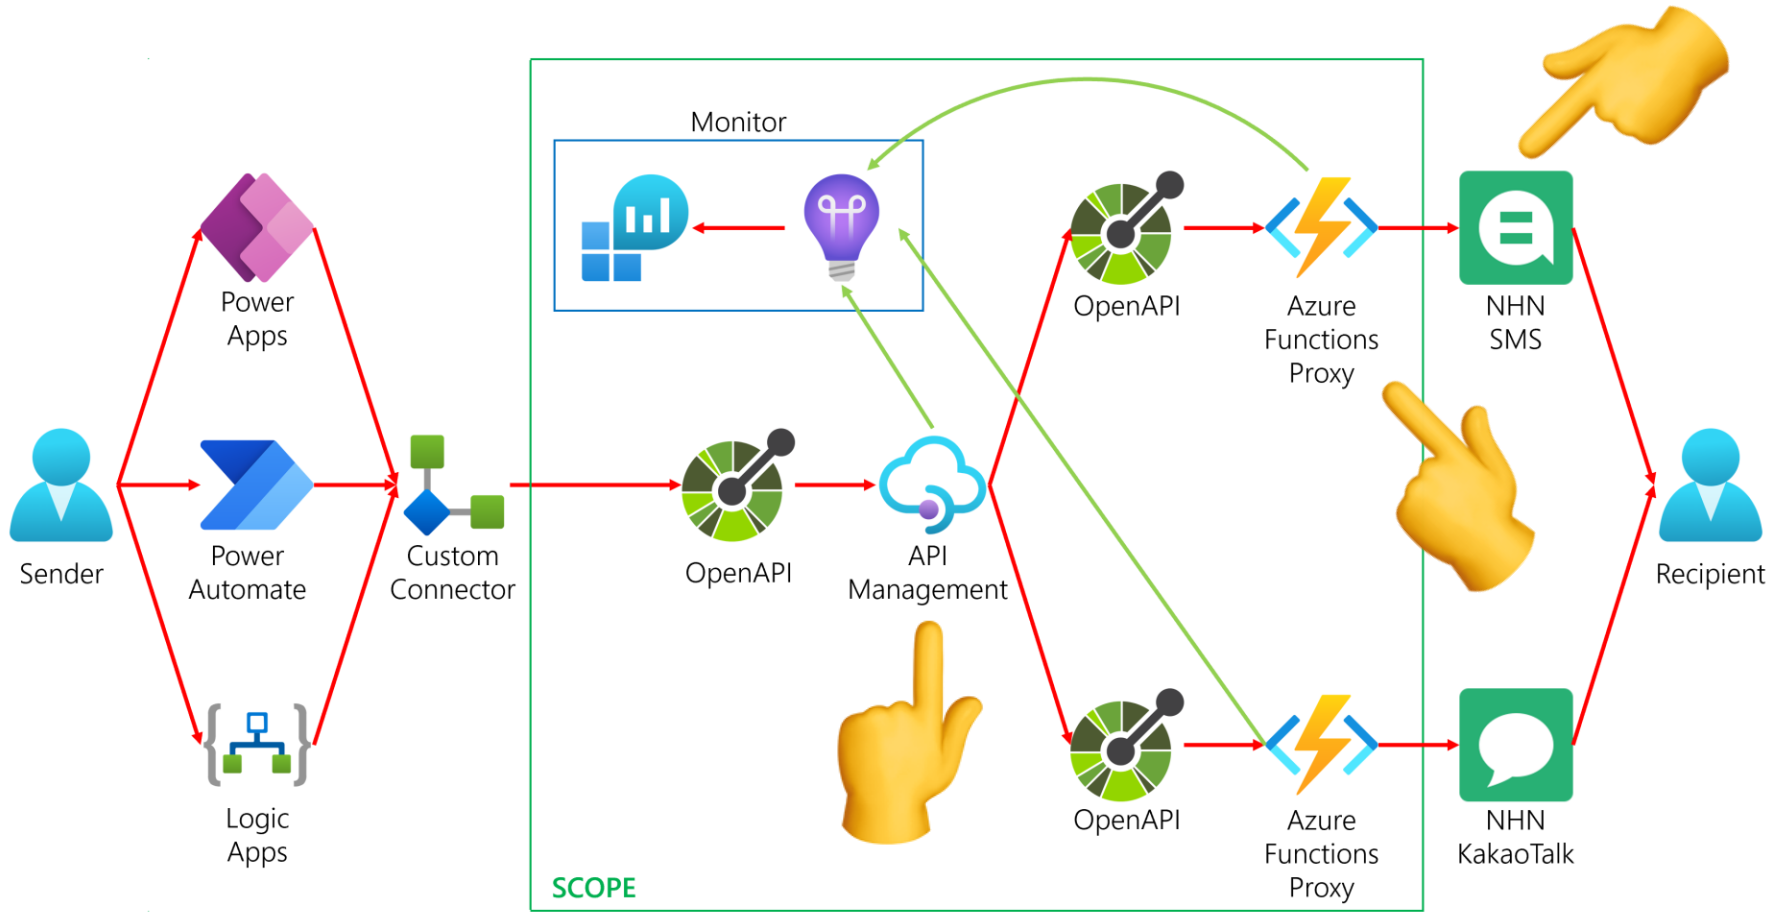 Monitor
Power
Apps
OpenAPI
Azure
Functions
Proxy
NHN
SMS
Sender
Power
Automate
Custom
Connector
OpenAPI
API
Management
Recipient
Logic
Apps
OpenAPI
Azure
Functions
Proxy
NHN
KakaoTalk
SCOPE